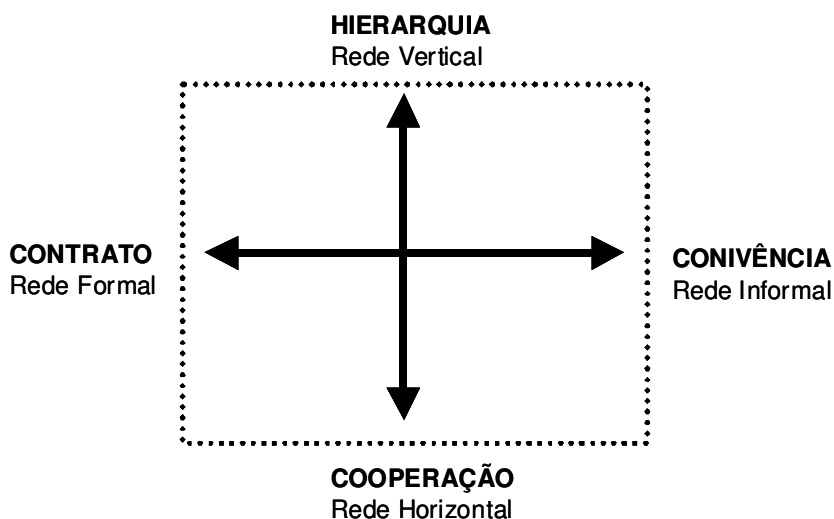 HIERARQUIA
Rede Vertical
CONTRATO
Rede Formal
CONIVÊNCIA
Rede Informal
COOPERAÇÃO
Rede Horizontal